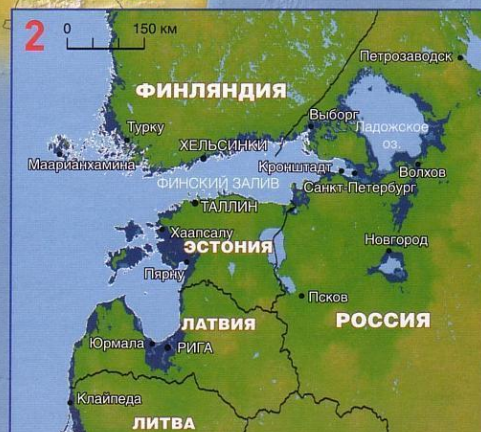 2
0 150 км
Петрозаводск
ФИНЛЯНДИЯ
Выборг
Турку
Ладожское
оз.
ХЕЛЬСИНКИ
Маарианхамина
Кронштадт
Волхов
ФИНСКИЙ ЗАЛИВ
Санкт-Петербург
ТАЛЛИН
Хаапсалу
ЭСТОНИЯ
Новгород
Пярну
Псков
ЛАТВИЯ
РОССИЯ
Юрмала
РИГА
Клайпеда
ЛИТВА